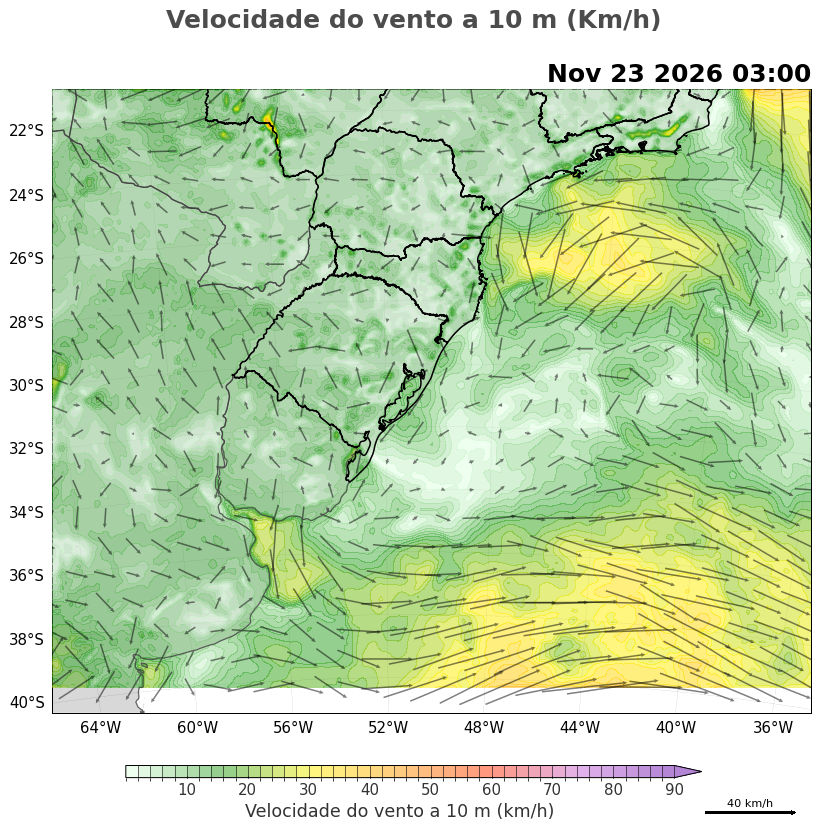 Velocidade do vento a 10 m (Km/h)
Nov 23 2026 03:00
22°S
24°S
26°S
28°S
30°S
32°S
34°S
36°S
38°S
40°S
64°W 60°W 56°W 52°W 48°W 44°W 40°W 36°W
10 20 30 40 50 60 70 80 90
Velocidade do vento a 10 m (km/h)
40 km/h